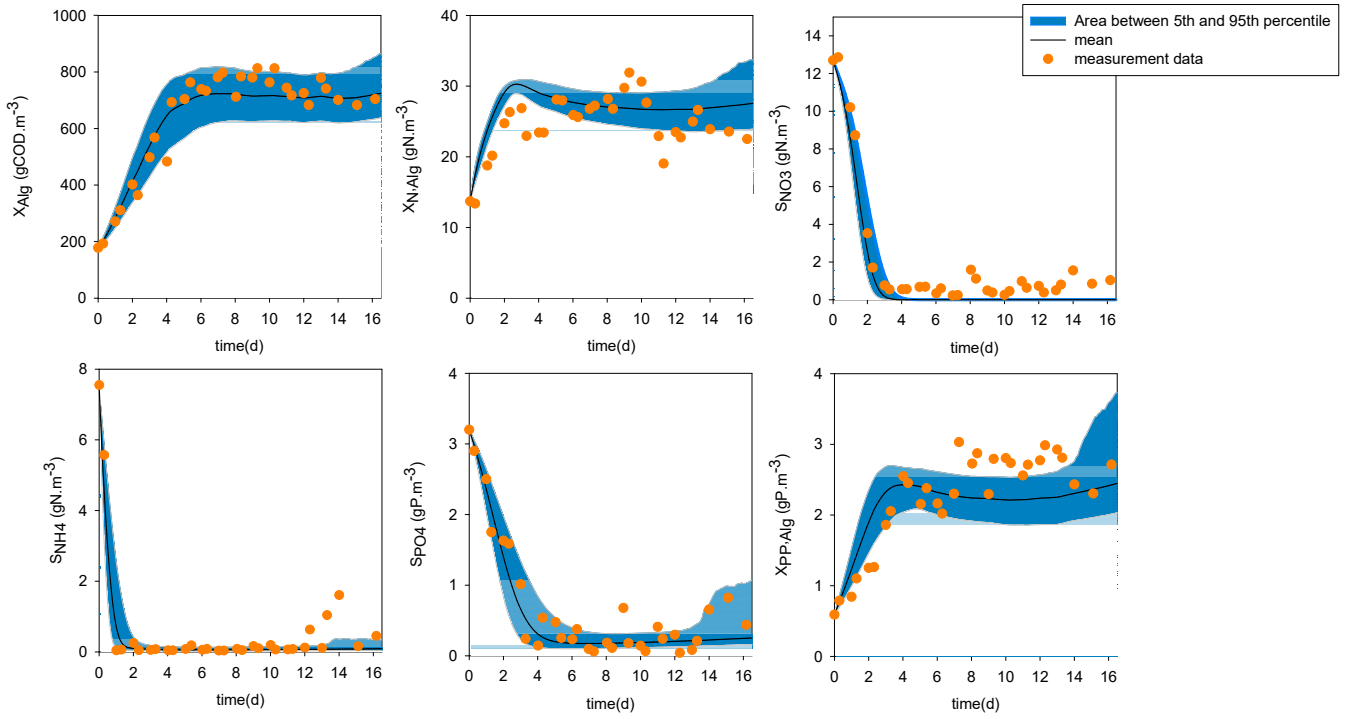 Area between 5th and 95th percentile
mean
measurement data
X_Alg (gCOD.m^-3)
1000
800
600
400
200
0
0 2 4 6 8 10 12 14 16
time(d)
X_N·Alg (gN.m^-3)
40
30
20
10
0
0 2 4 6 8 10 12 14 16
time(d)
S_NO3 (gN.m^-3)
14
12
10
8
6
4
2
0
0 2 4 6 8 10 12 14 16
time(d)
S_NH4 (gN.m^-3)
8
6
4
2
0
0 2 4 6 8 10 12 14 16
time(d)
S_PO4 (gP.m^-3)
4
3
2
1
0
0 2 4 6 8 10 12 14 16
time(d)
X_PP·Alg (gP.m^-3)
4
3
2
1
0
0 2 4 6 8 10 12 14 16
time(d)